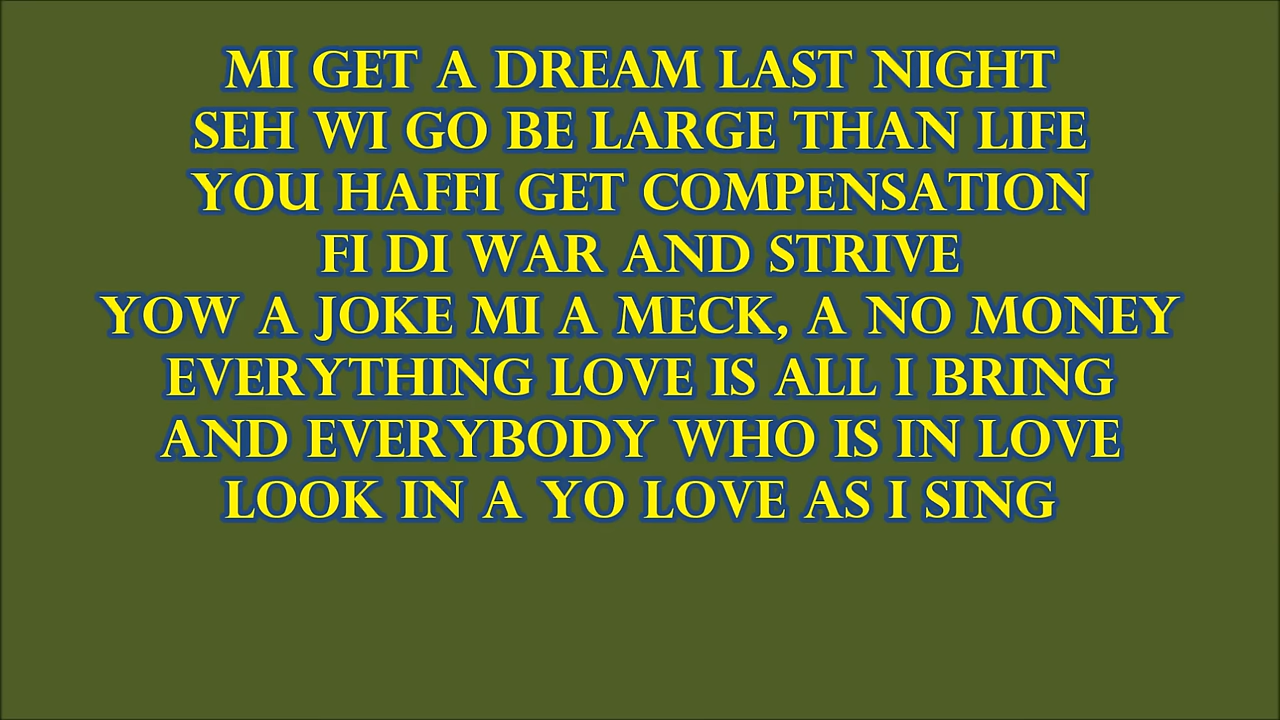 MI GET A DREAM LAST NIGHT
SEH WI GO BE LARGE THAN LIFE
YOU HAFFI GET COMPENSATION
FI DI WAR AND STRIVE
YOW A JOKE MI A MECK, A NO MONEY
EVERYTHING LOVE IS ALL I BRING
AND EVERYBODY WHO IS IN LOVE
LOOK IN A YO LOVE AS I SING